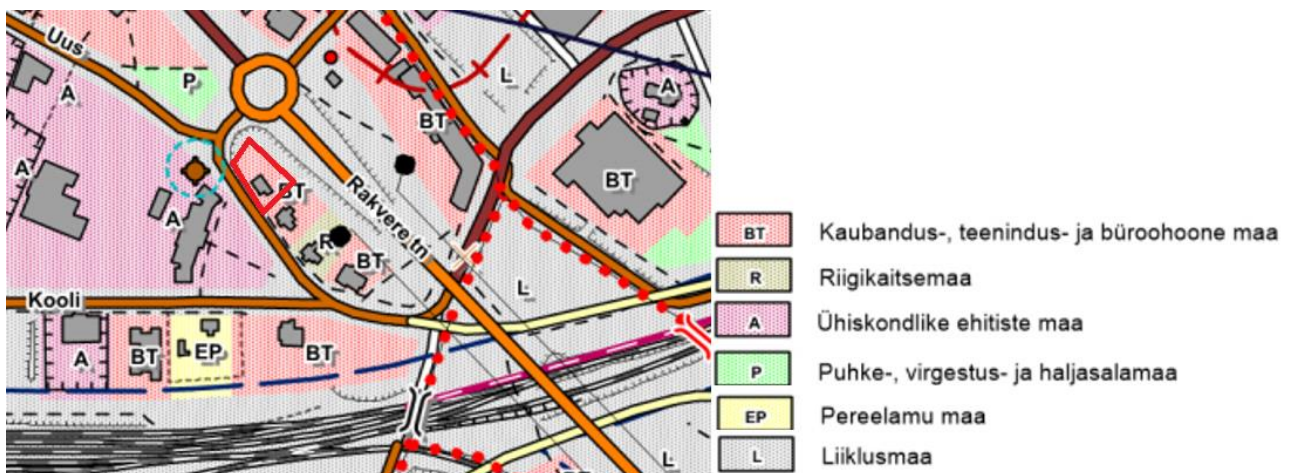 Uus
P
A
L
A
BT
BT
A
A
BT
Rakvere tn
R
BT
L
Kooli
A
BT
EP
BT
L
BT Kaubandus-, teenindus- ja büroohoone maa
R Riigikaitsemaa
A Ühiskondlike ehitiste maa
P Puhke-, virgestus- ja haljasalamaa
EP Pereelamu maa
L Liiklusmaa